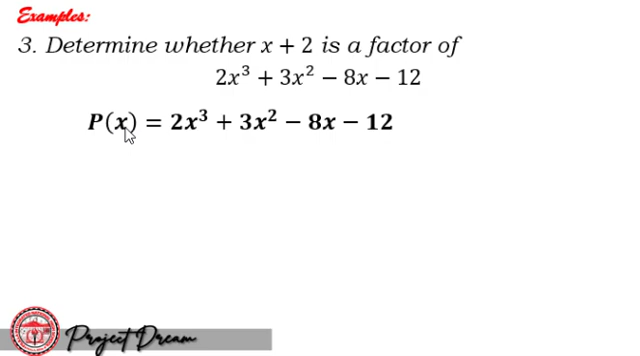 Examples:
3. Determine whether x + 2 is a factor of
2x³ + 3x² − 8x − 12
P(x) = 2x³ + 3x² − 8x − 12
Project Dream